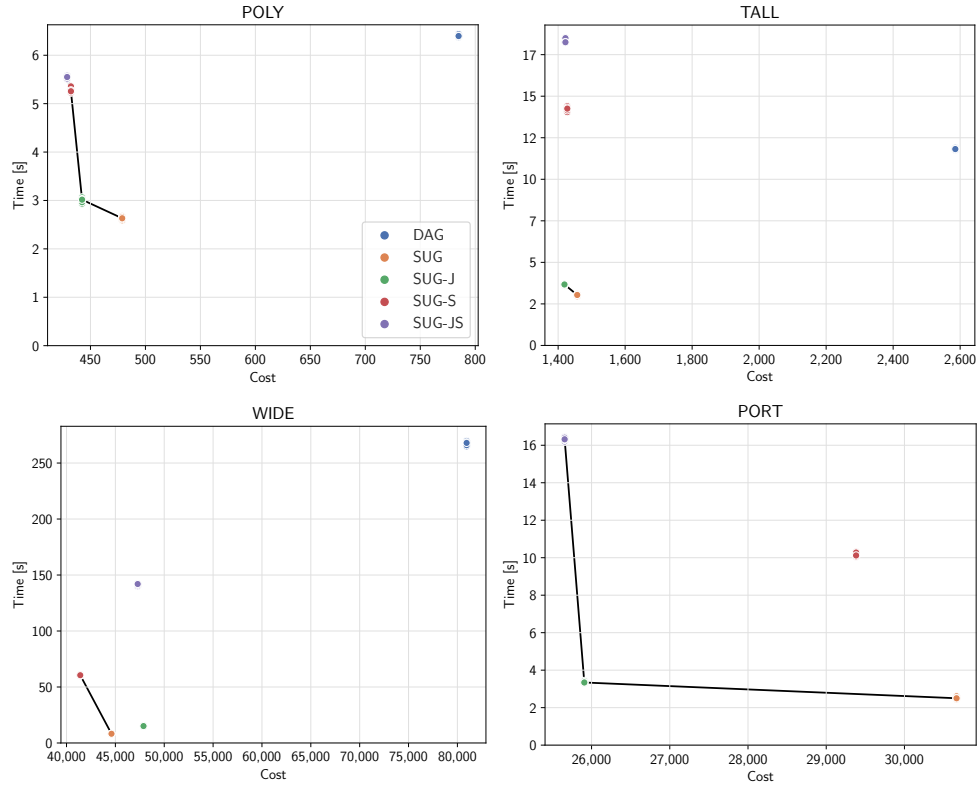 POLY
Time [s]
6
5
4
3
2
1
0
450 500 550 600 650 700 750 800
Cost
DAG
SUG
SUG-J
SUG-S
SUG-JS
TALL
Time [s]
17
15
12
10
7
5
2
0
1,400 1,600 1,800 2,000 2,200 2,400 2,600
Cost
WIDE
Time [s]
250
200
150
100
50
0
40,000 45,000 50,000 55,000 60,000 65,000 70,000 75,000 80,000
Cost
PORT
Time [s]
16
14
12
10
8
6
4
2
0
26,000 27,000 28,000 29,000 30,000
Cost